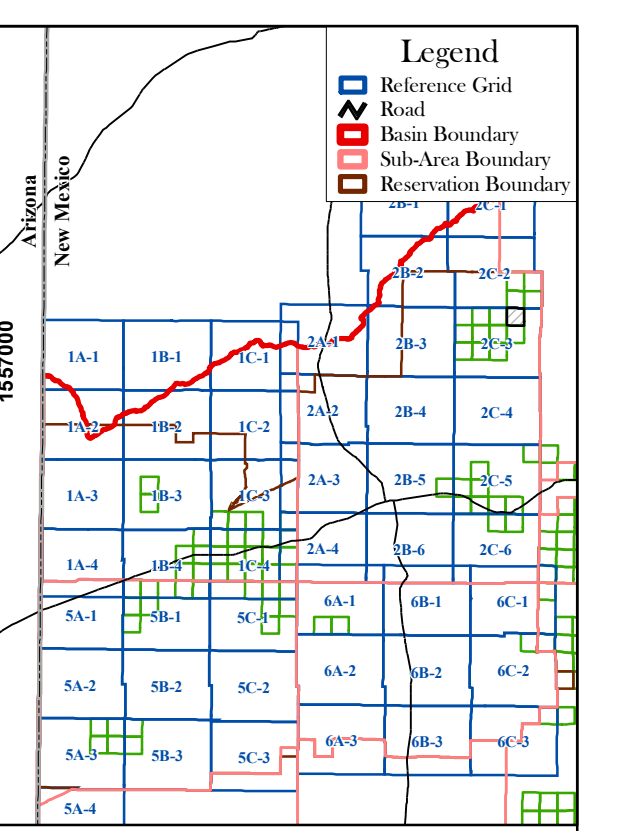 Legend
Reference Grid
Road
Basin Boundary
Sub-Area Boundary
Reservation Boundary
Arizona
New Mexico
1557000
2B-1 2C-1
2B-2 2C-2
2A-1 2B-3 2C-3
1A-1 1B-1 1C-1
2A-2 2B-4 2C-4
1A-2 1B-2 1C-2
2A-3 2B-5 2C-5
1A-3 1B-3 1C-3
2A-4 2B-6 2C-6
1A-4 1B-4 1C-4
6A-1 6B-1 6C-1
5A-1 5B-1 5C-1
6A-2 6B-2 6C-2
5A-2 5B-2 5C-2
6A-3 6B-3 6C-3
5A-3 5B-3 5C-3
5A-4